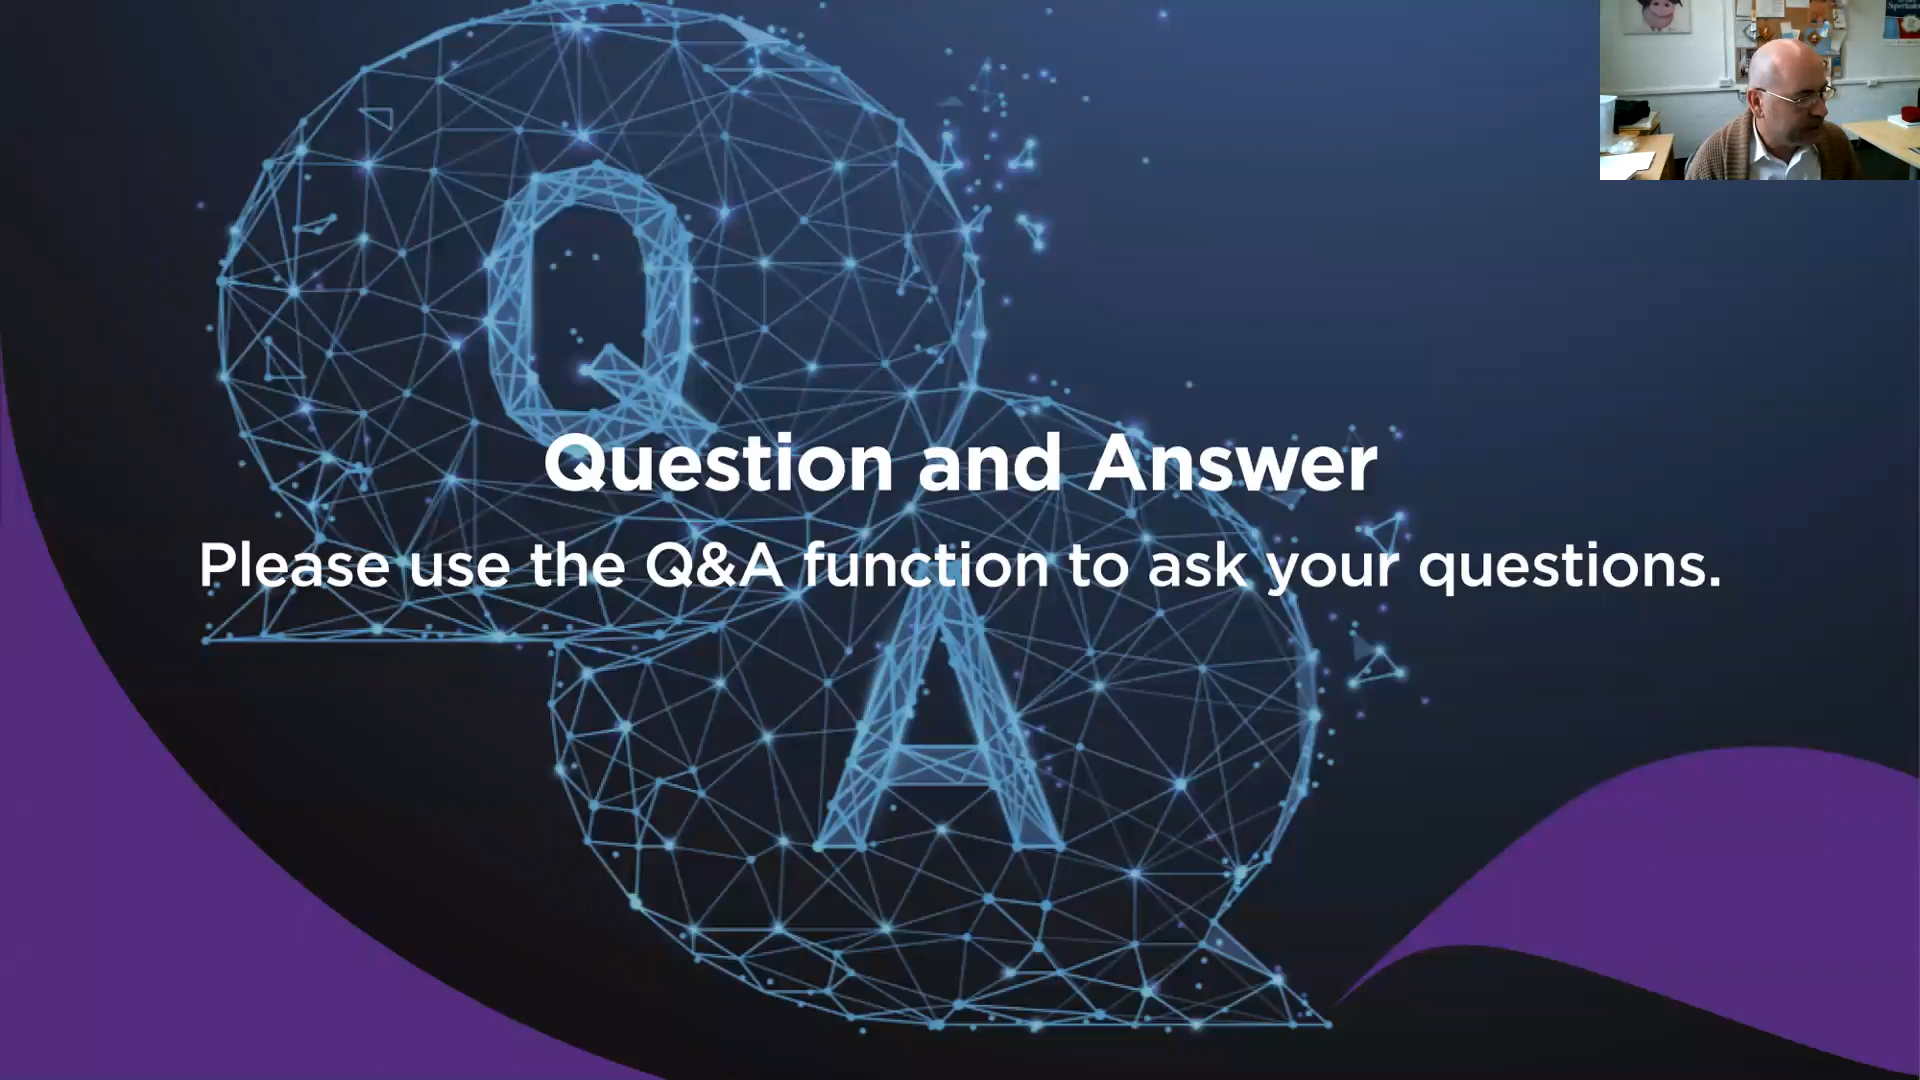 Q
Question and Answer
Please use the Q&A function to ask your questions.
A